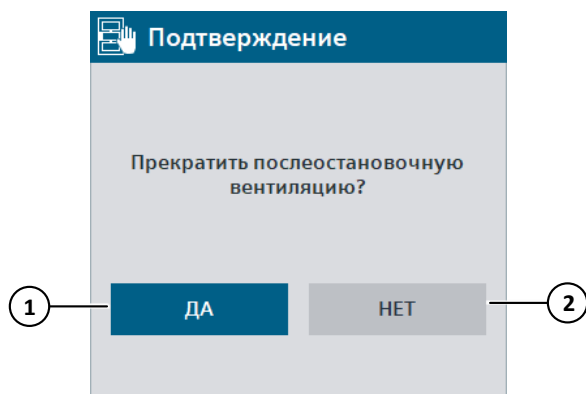 Подтверждение
Прекратить послеостановочную
вентиляцию?
1 ДА НЕТ 2